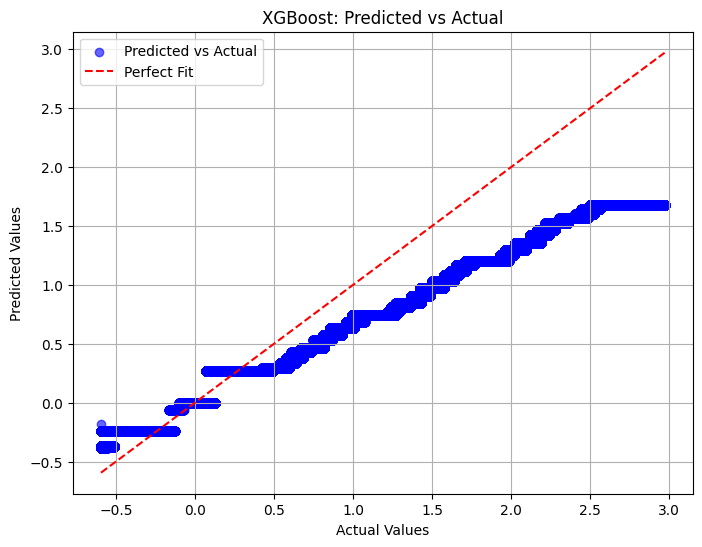 XGBoost: Predicted vs Actual
Predicted vs Actual
Perfect Fit
3.0
2.5
2.0
1.5
1.0
0.5
0.0
−0.5
Predicted Values
−0.5 0.0 0.5 1.0 1.5 2.0 2.5 3.0
Actual Values